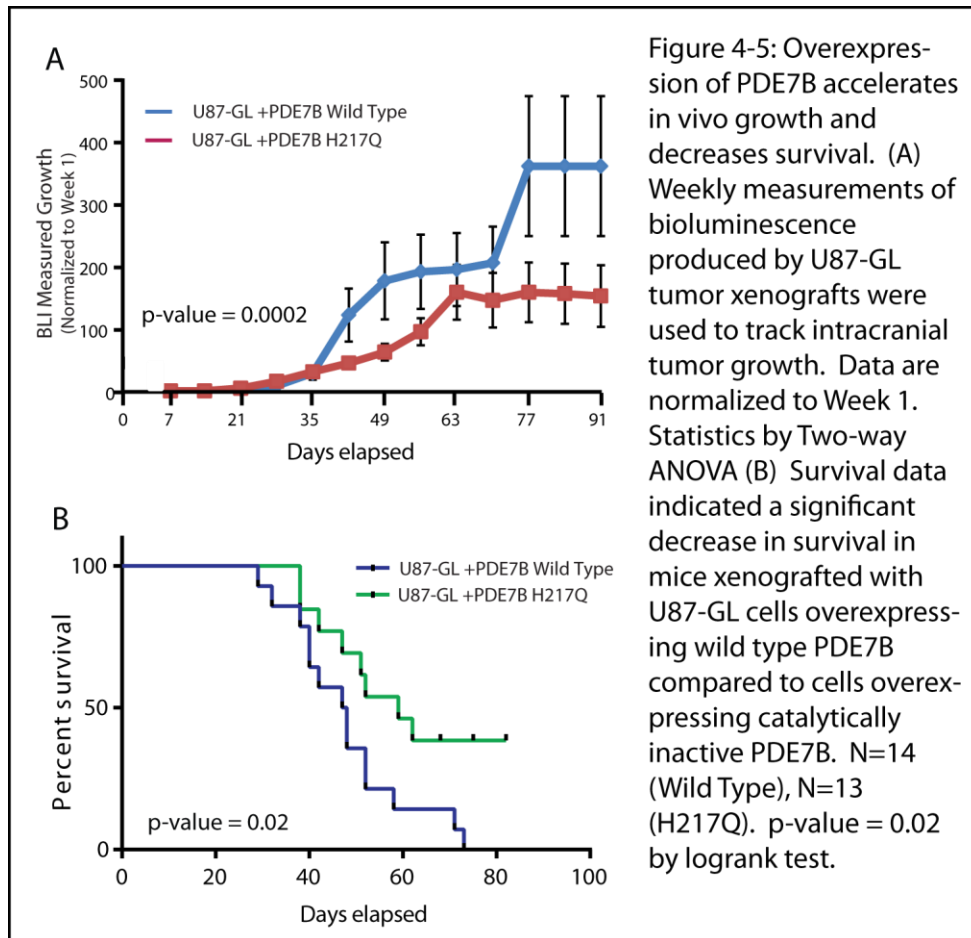 A
500
400
300
200
100
0
BLI Measured Growth
(Normalized to Week 1)
U87-GL +PDE7B Wild Type
U87-GL +PDE7B H217Q
p-value = 0.0002
0 7 21 35 49 63 77 91
Days elapsed
B
100
50
0
Percent survival
U87-GL +PDE7B Wild Type
U87-GL +PDE7B H217Q
p-value = 0.02
0 20 40 60 80 100
Days elapsed
Figure 4-5: Overexpres-
sion of PDE7B accelerates
in vivo growth and
decreases survival. (A)
Weekly measurements of
bioluminescence
produced by U87-GL
tumor xenografts were
used to track intracranial
tumor growth. Data are
normalized to Week 1.
Statistics by Two-way
ANOVA (B) Survival data
indicated a significant
decrease in survival in
mice xenografted with
U87-GL cells overexpress-
ing wild type PDE7B
compared to cells overex-
pressing catalytically
inactive PDE7B. N=14
(Wild Type), N=13
(H217Q). p-value = 0.02
by logrank test.